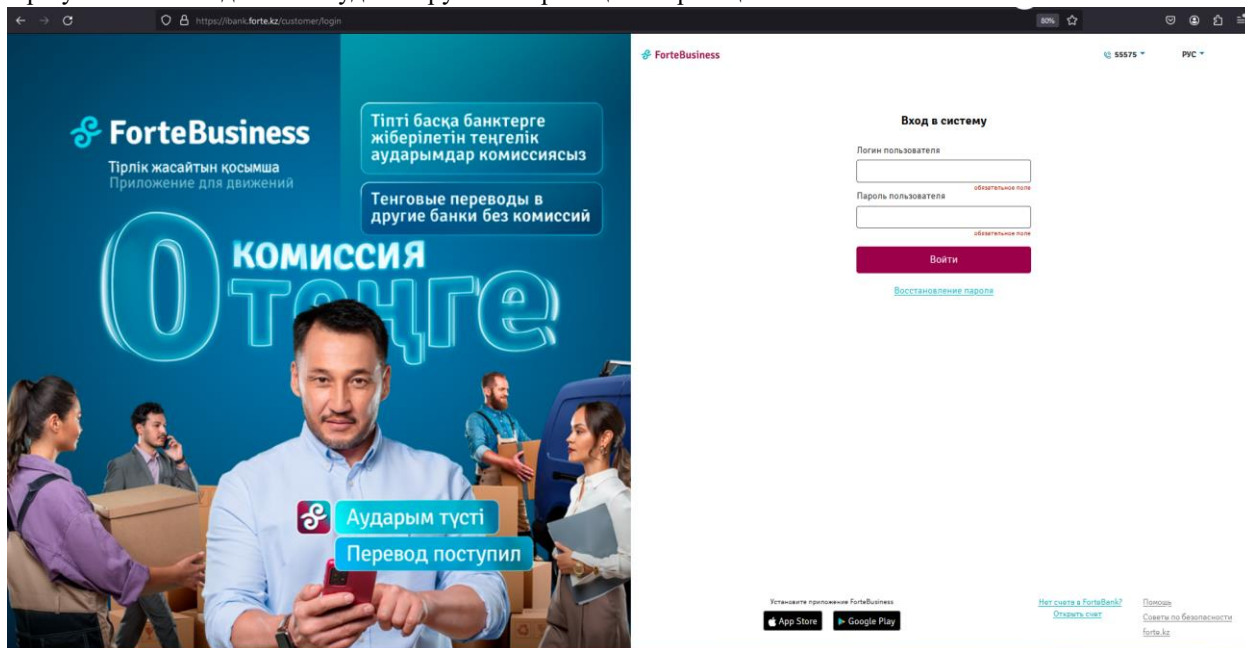 https://ibank.forte.kz/customer/login
80%
ForteBusiness
Тірлік жасайтын қосымша
Приложение для движений
Тіпті басқа банктерге
жіберілетін теңгелік
аударымдар комиссиясыз
Тенговые переводы в
другие банки без комиссий
0 комиссия
теңге
Аударым түсті
Перевод поступил
ForteBusiness
55575
РУС
Вход в систему
Логин пользователя
обязательное поле
Пароль пользователя
обязательное поле
Войти
Восстановление пароля
Установите приложение ForteBusiness
App Store
Google Play
Нет счета в ForteBank?
Открыть счет
Помощь
Советы по безопасности
forte.kz